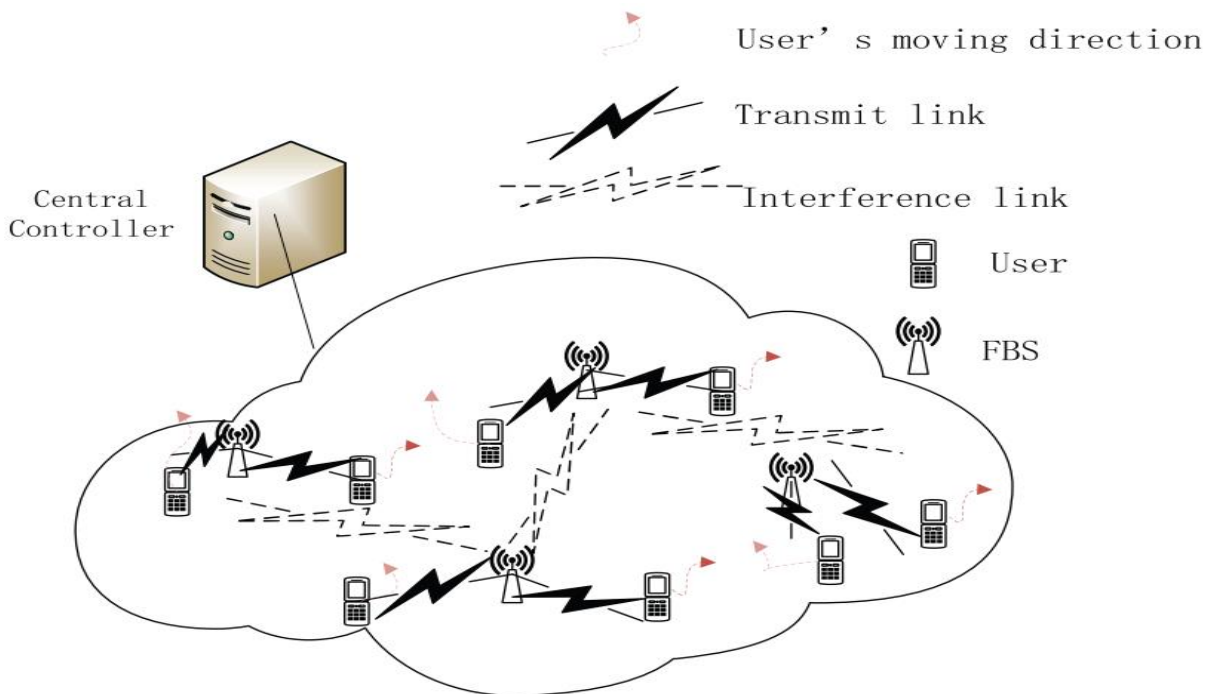 User’s moving direction
Transmit link
Central
Controller
Interference link
User
FBS